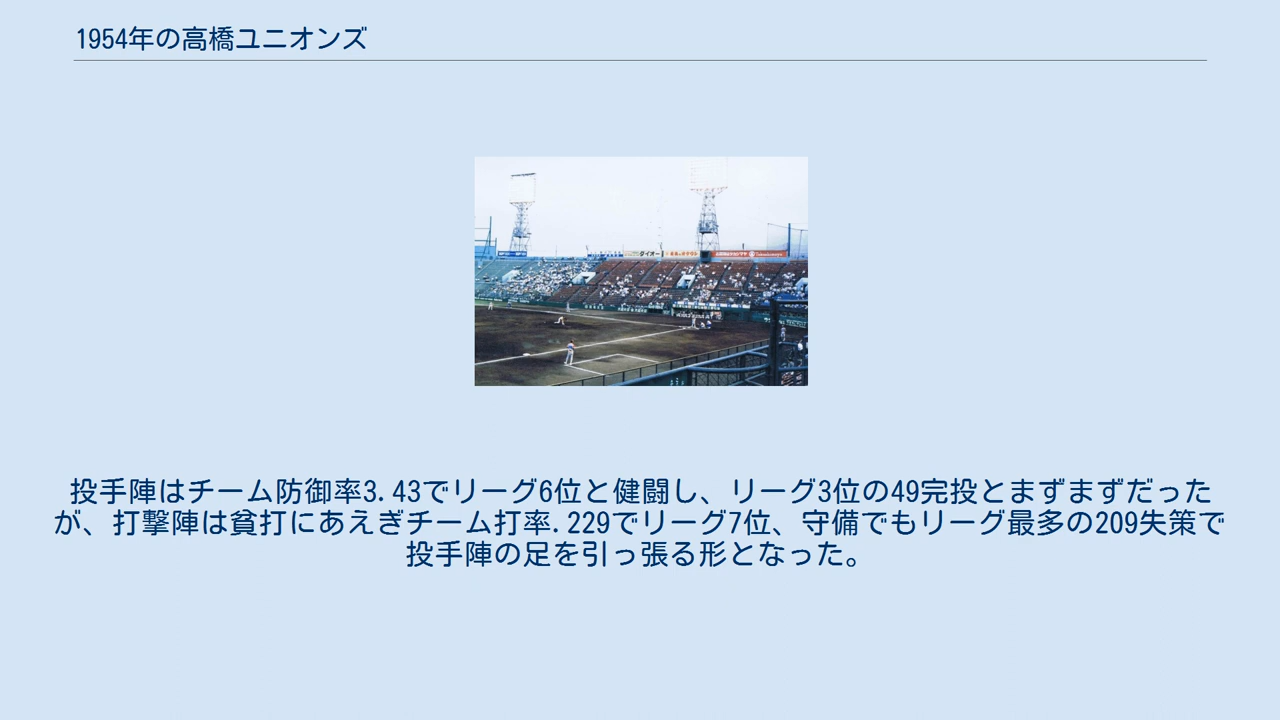 1954年の高橋ユニオンズ
ダイオー
投手陣はチーム防御率3.43でリーグ6位と健闘し、リーグ3位の49完投とまずまずだった
が、打撃陣は貧打にあえぎチーム打率.229でリーグ7位、守備でもリーグ最多の209失策で
投手陣の足を引っ張る形となった。